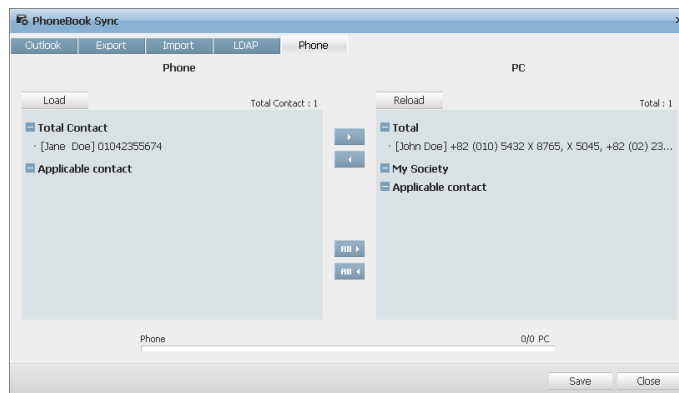 PhoneBook Sync
Outlook Export Import LDAP Phone
Phone PC
Load Total Contact : 1 Reload Total : 1
Total Contact
· [Jane Doe] 01042355674
Applicable contact
Total
· [John Doe] +82 (010) 5432 X 8765, X 5045, +82 (02) 23...
My Society
Applicable contact
All
All
Phone 0/0 PC
Save Close